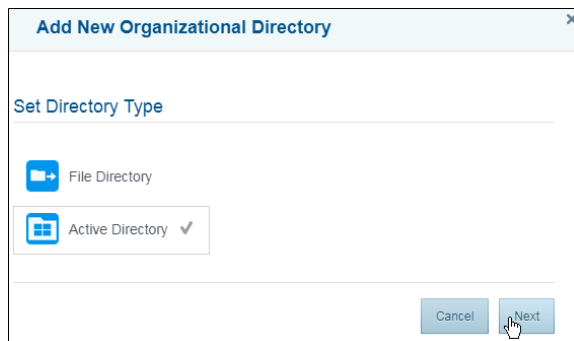 Add New Organizational Directory
Set Directory Type
File Directory
Active Directory
Cancel Next